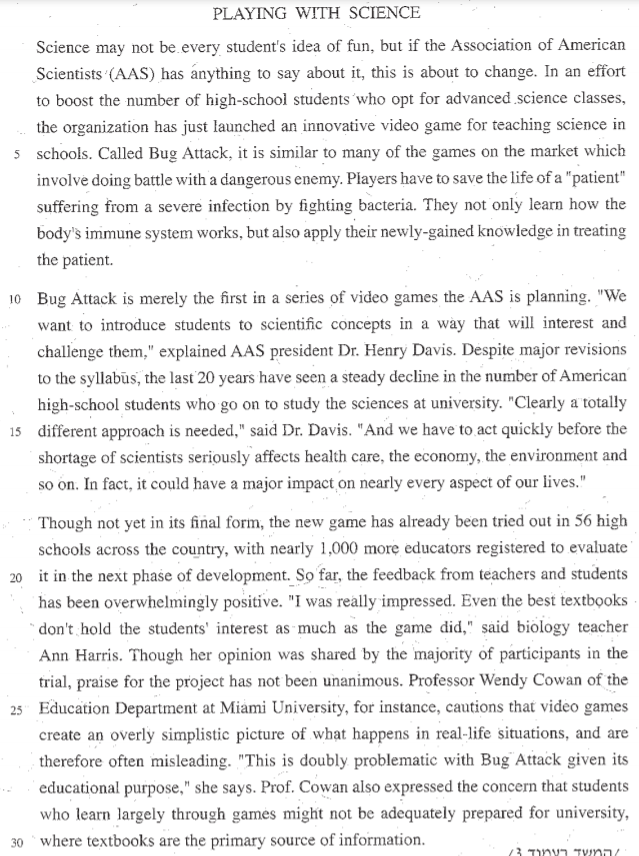 PLAYING WITH SCIENCE
Science may not be every student's idea of fun, but if the Association of American
Scientists (AAS) has anything to say about it, this is about to change. In an effort
to boost the number of high-school students who opt for advanced science classes,
the organization has just launched an innovative video game for teaching science in
5 schools. Called Bug Attack, it is similar to many of the games on the market which
involve doing battle with a dangerous enemy. Players have to save the life of a "patient"
suffering from a severe infection by fighting bacteria. They not only learn how the
body's immune system works, but also apply their newly-gained knowledge in treating
the patient.
10 Bug Attack is merely the first in a series of video games the AAS is planning. "We
want to introduce students to scientific concepts in a way that will interest and
challenge them," explained AAS president Dr. Henry Davis. Despite major revisions
to the syllabus, the last 20 years have seen a steady decline in the number of American
high-school students who go on to study the sciences at university. "Clearly a totally
15 different approach is needed," said Dr. Davis. "And we have to act quickly before the
shortage of scientists seriously affects health care, the economy, the environment and
so on. In fact, it could have a major impact on nearly every aspect of our lives."
Though not yet in its final form, the new game has already been tried out in 56 high
schools across the country, with nearly 1,000 more educators registered to evaluate
20 it in the next phase of development. So far, the feedback from teachers and students
has been overwhelmingly positive. "I was really impressed. Even the best textbooks
don't hold the students' interest as much as the game did," said biology teacher
Ann Harris. Though her opinion was shared by the majority of participants in the
trial, praise for the project has not been unanimous. Professor Wendy Cowan of the
25 Education Department at Miami University, for instance, cautions that video games
create an overly simplistic picture of what happens in real-life situations, and are
therefore often misleading. "This is doubly problematic with Bug Attack given its
educational purpose," she says. Prof. Cowan also expressed the concern that students
who learn largely through games might not be adequately prepared for university,
30 where textbooks are the primary source of information.